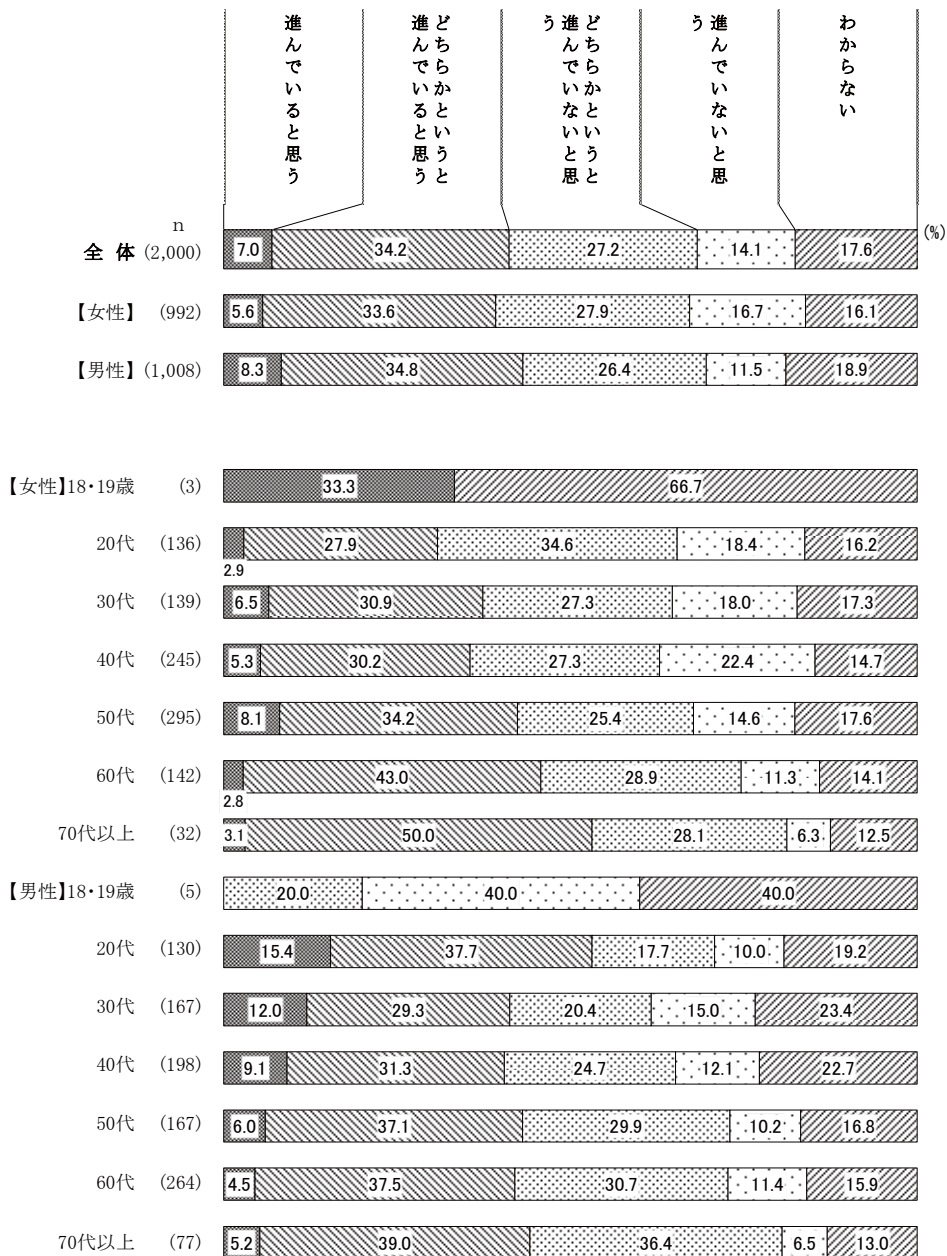 進んでいると思う
どちらかというと
進んでいると思う
どちらかというと
進んでいないと思
う
進んでいないと思
う
わからない
n
(%)
全 体 (2,000) 7.0 34.2 27.2 14.1 17.6
【女性】 (992) 5.6 33.6 27.9 16.7 16.1
【男性】 (1,008) 8.3 34.8 26.4 11.5 18.9
【女性】18・19歳 (3) 33.3 66.7
20代 (136) 2.9 27.9 34.6 18.4 16.2
30代 (139) 6.5 30.9 27.3 18.0 17.3
40代 (245) 5.3 30.2 27.3 22.4 14.7
50代 (295) 8.1 34.2 25.4 14.6 17.6
60代 (142) 2.8 43.0 28.9 11.3 14.1
70代以上 (32) 3.1 50.0 28.1 6.3 12.5
【男性】18・19歳 (5) 20.0 40.0 40.0
20代 (130) 15.4 37.7 17.7 10.0 19.2
30代 (167) 12.0 29.3 20.4 15.0 23.4
40代 (198) 9.1 31.3 24.7 12.1 22.7
50代 (167) 6.0 37.1 29.9 10.2 16.8
60代 (264) 4.5 37.5 30.7 11.4 15.9
70代以上 (77) 5.2 39.0 36.4 6.5 13.0